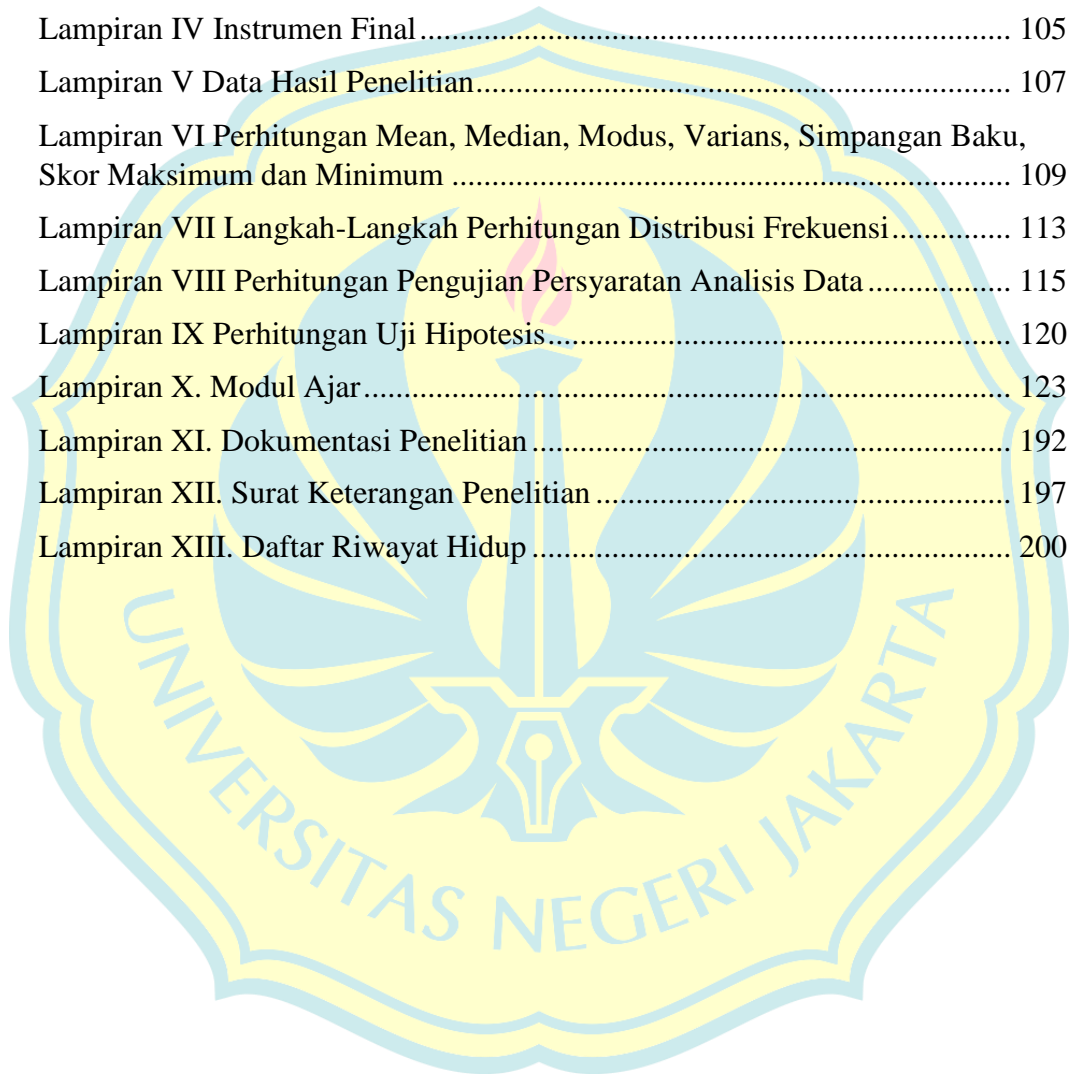 Lampiran IV Instrumen Final.......................................................................... 105
Lampiran V Data Hasil Penelitian................................................................... 107
Lampiran VI Perhitungan Mean, Median, Modus, Varians, Simpangan Baku,
Skor Maksimum dan Minimum ..................................................................... 109
Lampiran VII Langkah-Langkah Perhitungan Distribusi Frekuensi............... 113
Lampiran VIII Perhitungan Pengujian Persyaratan Analisis Data ................. 115
Lampiran IX Perhitungan Uji Hipotesis......................................................... 120
Lampiran X. Modul Ajar................................................................................ 123
Lampiran XI. Dokumentasi Penelitian ........................................................... 192
Lampiran XII. Surat Keterangan Penelitian ................................................... 197
Lampiran XIII. Daftar Riwayat Hidup ........................................................... 200
UNIVERSITAS NEGERI JAKARTA